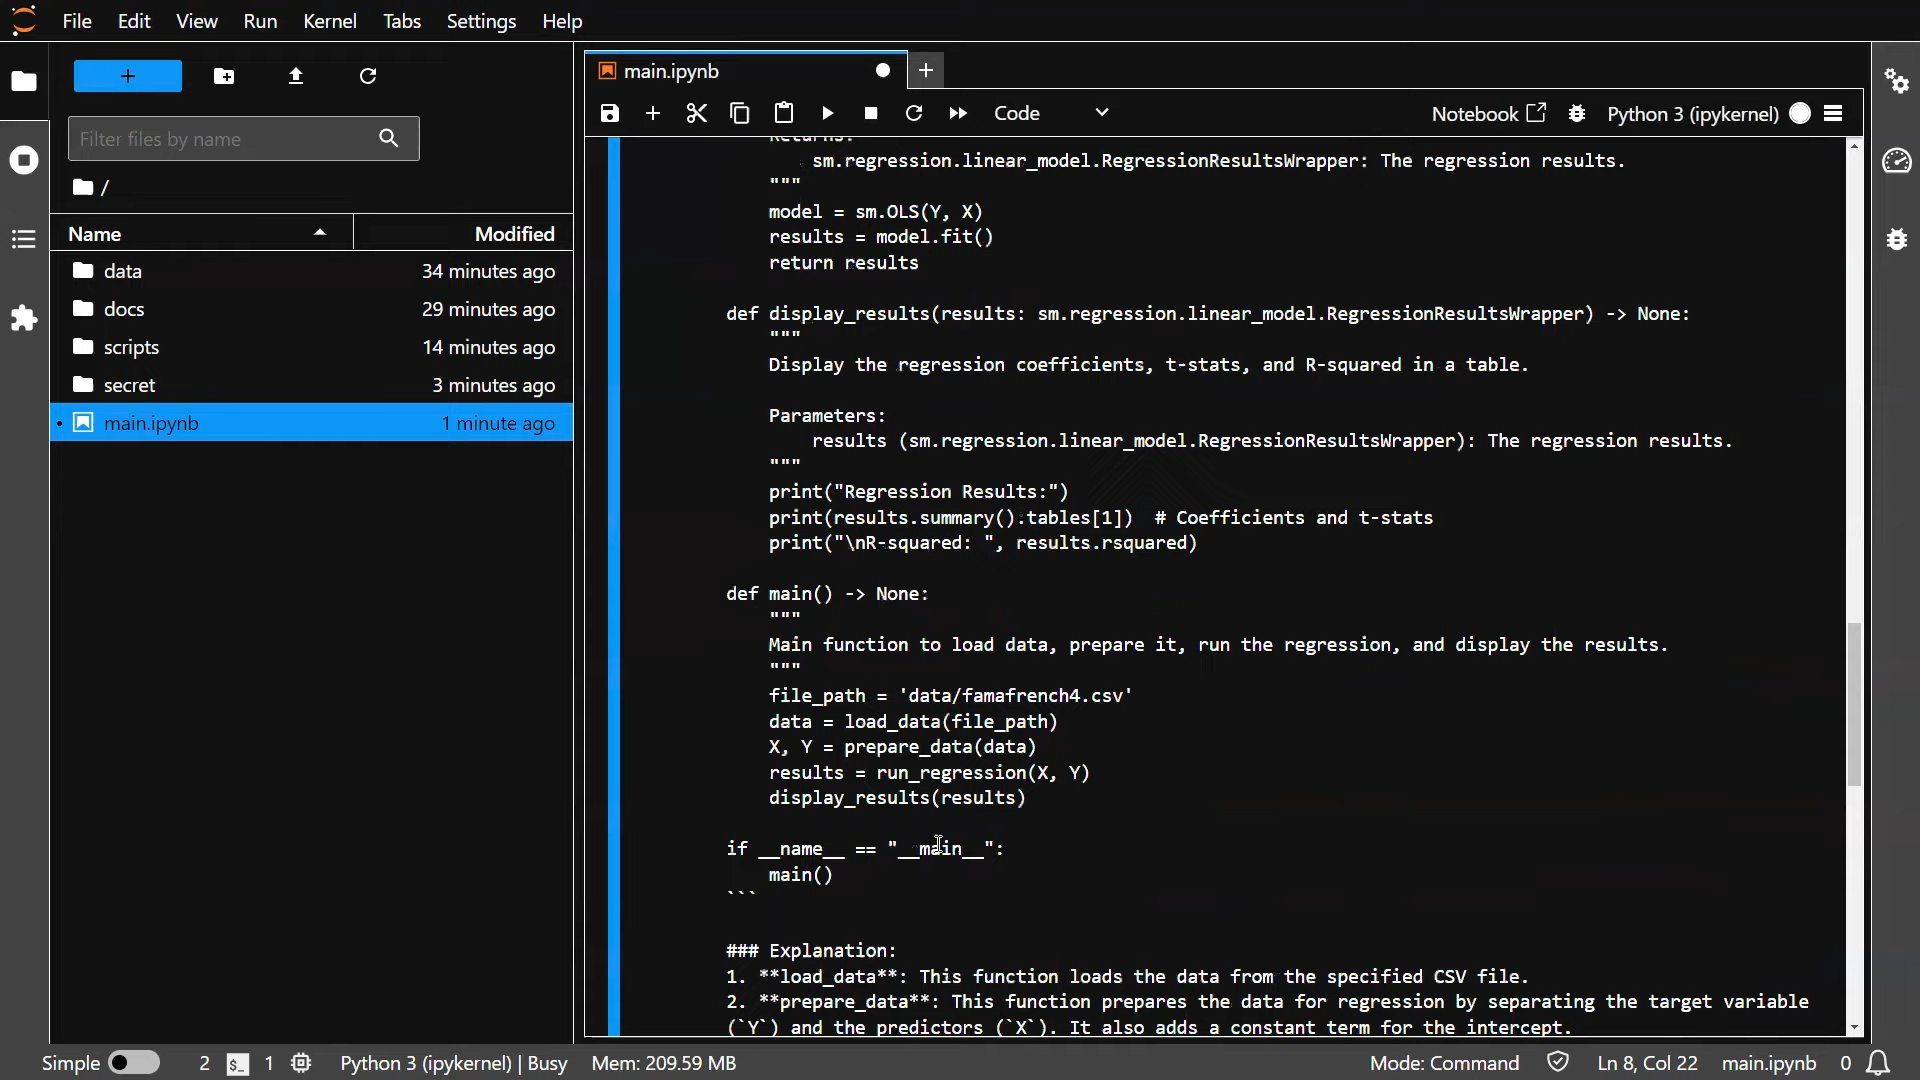 File Edit View Run Kernel Tabs Settings Help
main.ipynb
Code
Notebook
Python 3 (ipykernel)
Filter files by name
/
Name Modified
data 34 minutes ago
docs 29 minutes ago
scripts 14 minutes ago
secret 3 minutes ago
main.ipynb 1 minute ago
Returns:
sm.regression.linear_model.RegressionResultsWrapper: The regression results.
"""
model = sm.OLS(Y, X)
results = model.fit()
return results
def display_results(results: sm.regression.linear_model.RegressionResultsWrapper) -> None:
"""
Display the regression coefficients, t-stats, and R-squared in a table.
Parameters:
results (sm.regression.linear_model.RegressionResultsWrapper): The regression results.
"""
print("Regression Results:")
print(results.summary().tables[1])  # Coefficients and t-stats
print("\nR-squared: ", results.rsquared)
def main() -> None:
"""
Main function to load data, prepare it, run the regression, and display the results.
"""
file_path = 'data/famafrench4.csv'
data = load_data(file_path)
X, Y = prepare_data(data)
results = run_regression(X, Y)
display_results(results)
if __name__ == "__main__":
main()
```
### Explanation:
1. **load_data**: This function loads the data from the specified CSV file.
2. **prepare_data**: This function prepares the data for regression by separating the target variable
(`Y`) and the predictors (`X`). It also adds a constant term for the intercept.
Simple 2 $_ 1 Python 3 (ipykernel) | Busy Mem: 209.59 MB Mode: Command Ln 8, Col 22 main.ipynb 0